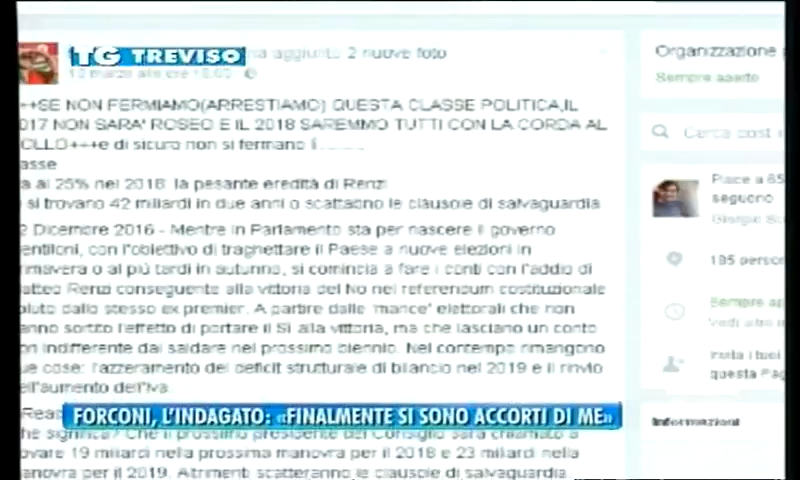 TG TREVISO
ha aggiunto 2 nuove foto
10 marzo alle ore
++SE NON FERMIAMO(ARRESTIAMO) QUESTA CLASSE POLITICA,IL
017 NON SARA' ROSEO E IL 2018 SAREMMO TUTTI CON LA CORDA AL
OLLO+++e di sicuro non si fermano !
asse
a al 25% nel 2018: la pesante eredità di Renzi
si trovano 42 miliardi in due anni o scattaono le clausole di salvaguardia
2 Dicembre 2016 - Mentre in Parlamento sta per nascere il governo
entiloni, con l'obiettivo di traghettare il Paese a nuove elezioni in
rimavera o al più tardi in autunno, si comincia a fare i conti con l'addio di
atteo Renzi conseguente alla vittoria del No nel referendum costituzionale
oluto dallo stesso ex premier. A partire dalle 'mance' elettorali che non
anno sortito l'effetto di portare il Sì alla vittoria, ma che lasciano un conto
on indifferente dai saldare nel prossimo biennio. Nel contempo rimangono
ue cose: l'azzeramento del deficit strutturale di bilancio nel 2019 e il rinvio
ell'aumento dell'Iva.
FORCONI, L'INDAGATO: «FINALMENTE SI SONO ACCORTI DI ME»
he significa? Che il prossimo presidente del Consiglio sarà chiamato a
ovare 19 miliardi nella prossima manovra per il 2018 e 23 miliardi nella
anovra per il 2019. Altrimenti scatteranno le clausole di salvaguardia
Organizzazione
Sempre aperto
Cerca post
Piace a 65
seguono
195 person
Sempre ap
Vedi altro
Invita i tuoi
questa Pag
Informazioni